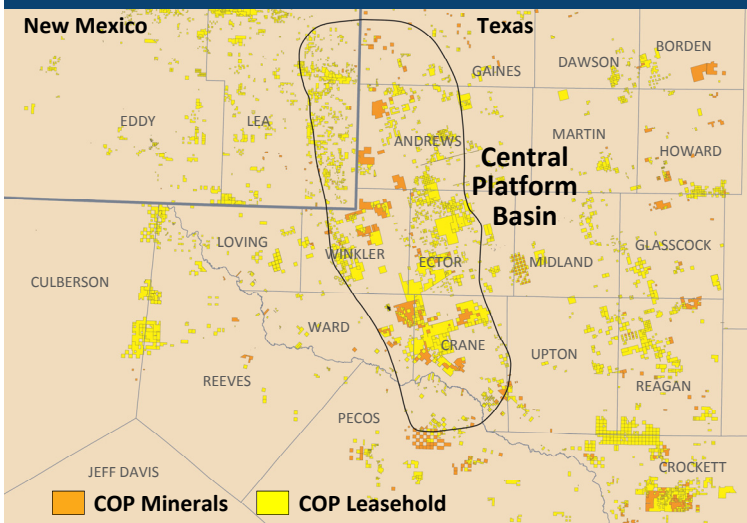 New Mexico
Texas
BORDEN
DAWSON
GAINES
EDDY
LEA
ANDREWS
MARTIN
HOWARD
Central
Platform
Basin
LOVING
WINKLER
ECTOR
MIDLAND
GLASSCOCK
CULBERSON
WARD
CRANE
UPTON
REEVES
REAGAN
PECOS
JEFF DAVIS
CROCKETT
COP Minerals
COP Leasehold